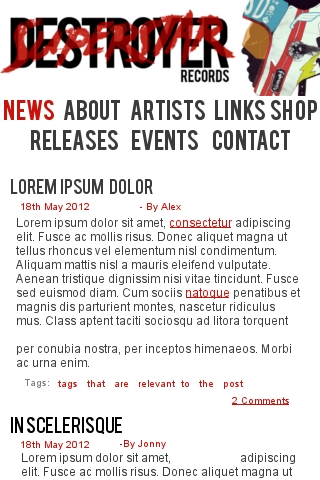 DESTROYER
RECORDS
NEWS ABOUT ARTISTS LINKS SHOP
RELEASES EVENTS CONTACT
LOREM IPSUM DOLOR
18th May 2012 - By Alex
Lorem ipsum dolor sit amet, consectetur adipiscing
elit. Fusce ac mollis risus. Donec aliquet magna ut
tellus rhoncus vel elementum nisl condimentum.
Aliquam mattis nisl a mauris eleifend vulputate.
Aenean tristique dignissim nisi vitae tincidunt. Fusce
sed euismod diam. Cum sociis natoque penatibus et
magnis dis parturient montes, nascetur ridiculus
mus. Class aptent taciti sociosqu ad litora torquent
per conubia nostra, per inceptos himenaeos. Morbi
ac urna enim.
Tags: tags that are relevant to the post
2 Comments
IN SCELERISQUE
18th May 2012 -By Jonny
Lorem ipsum dolor sit amet, adipiscing
elit. Fusce ac mollis risus. Donec aliquet magna ut